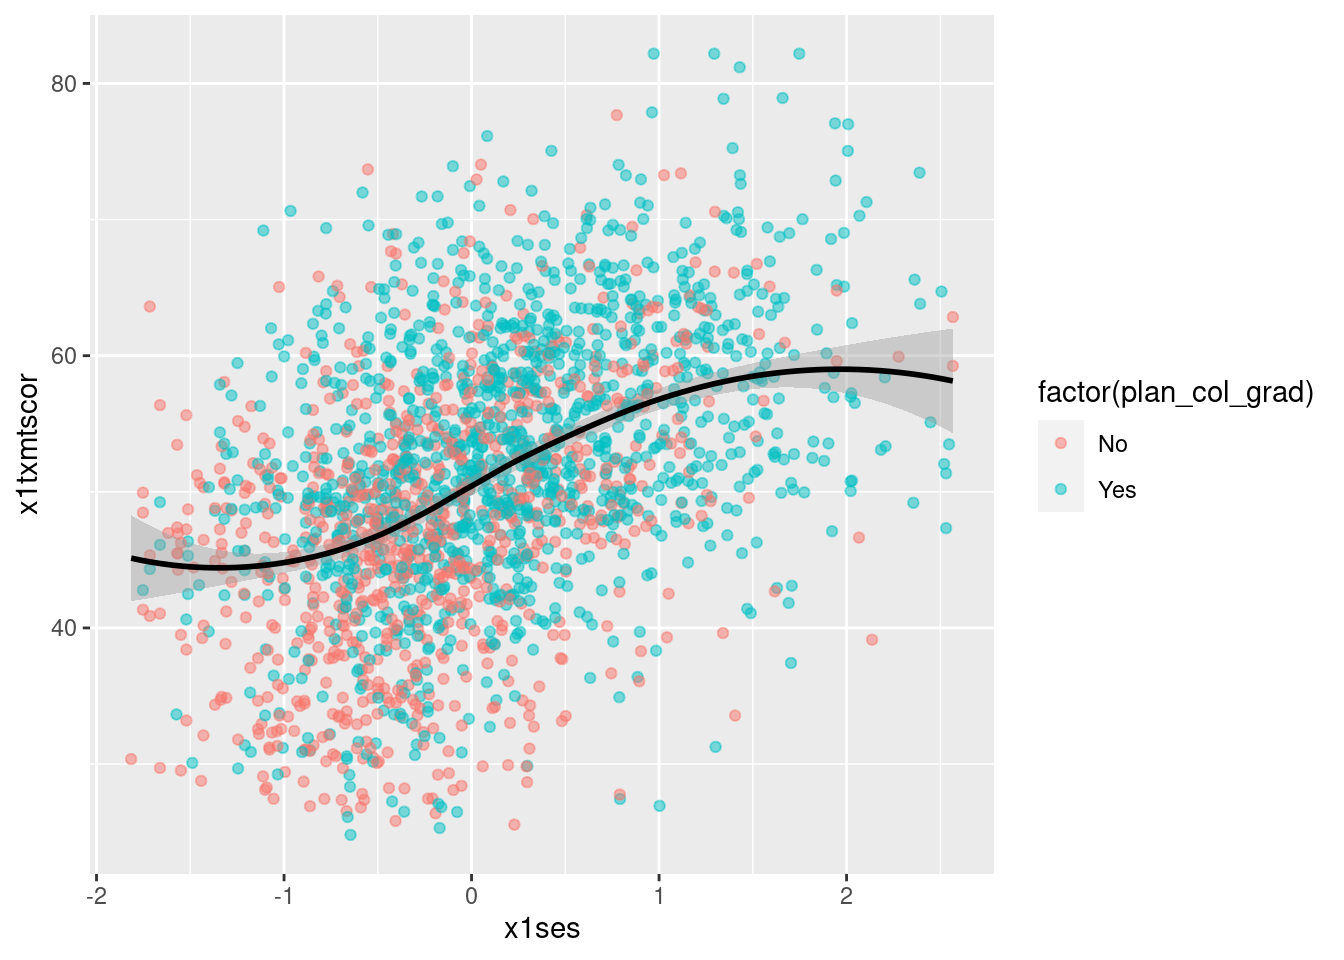 80
60
40
x1txmtscor
-2 -1 0 1 2
x1ses
factor(plan_col_grad)
No
Yes